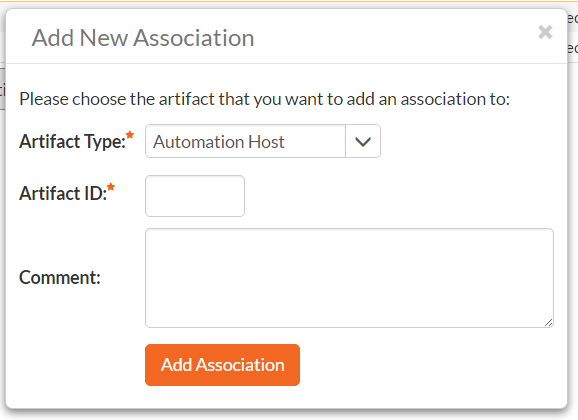 Add New Association
Please choose the artifact that you want to add an association to:
Artifact Type:*
Automation Host
Artifact ID:*
Comment:
Add Association